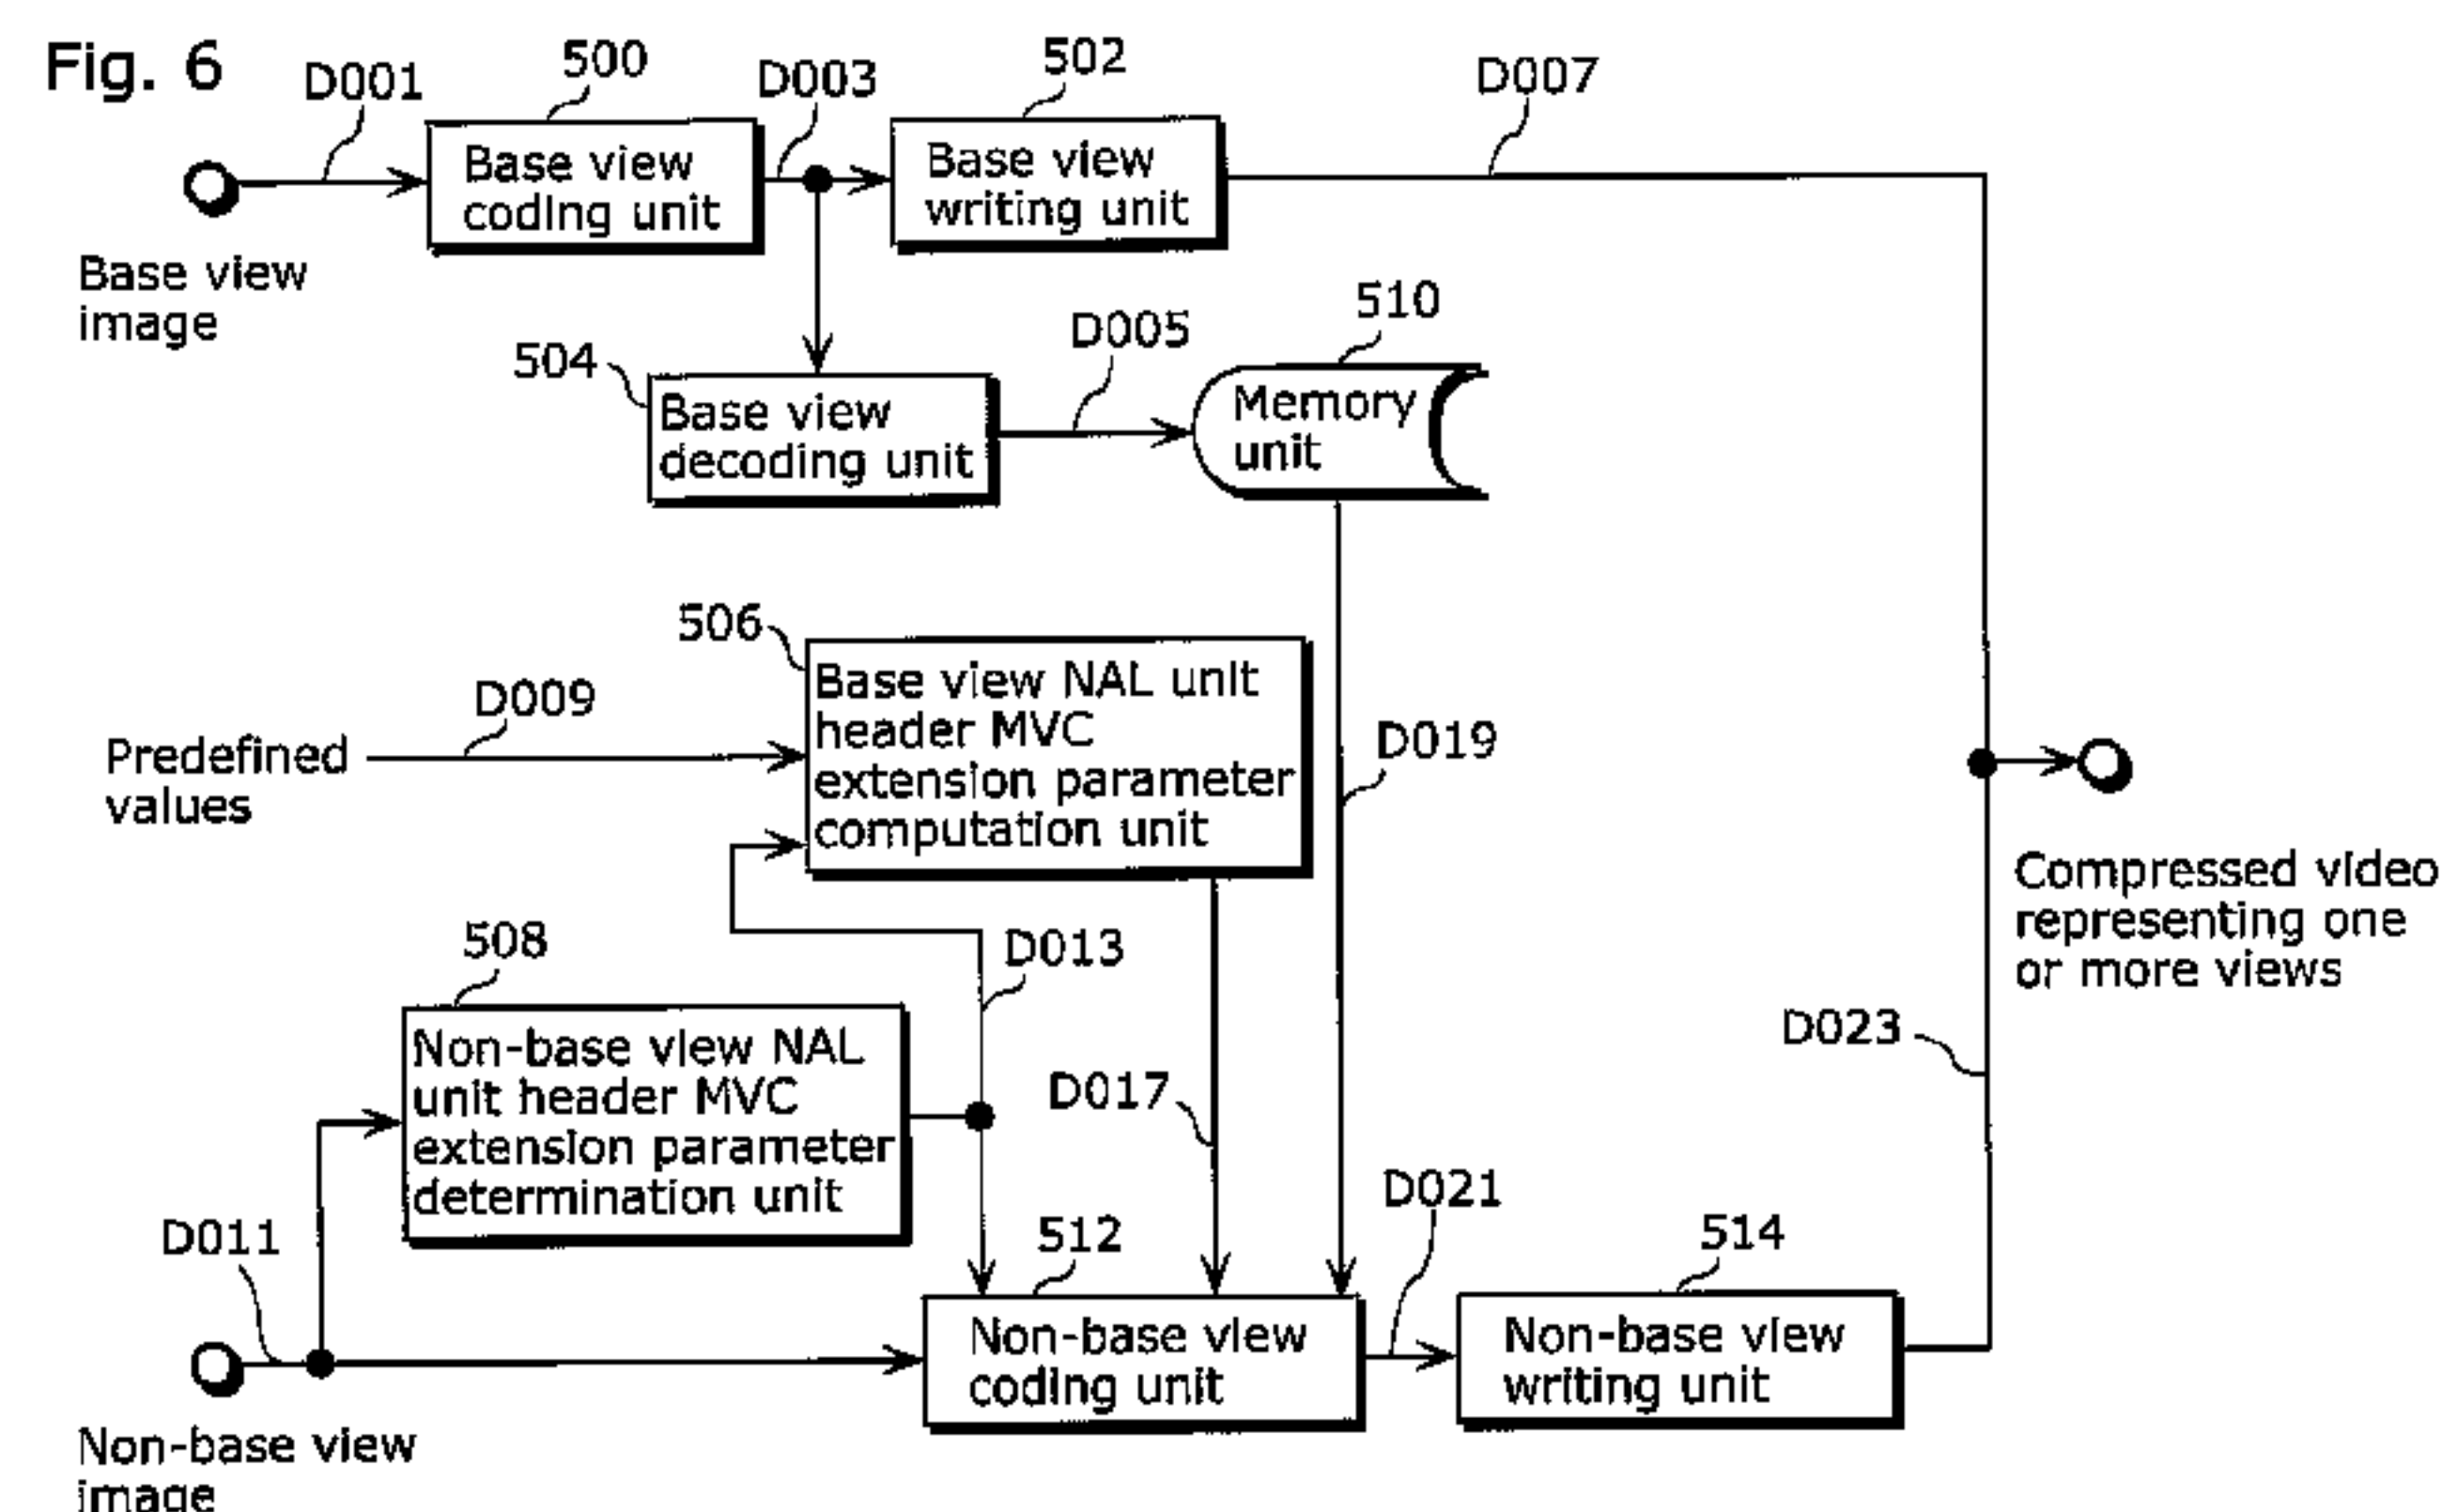 Fig. 6
D001
500
D003
502
D007
Base view
coding unit
Base view
writing unit
Base view
image
510
D005
504
Base view
decoding unit
Memory
unit
506
Base view NAL unit
header MVC
extension parameter
computation unit
D009
Predefined
values
D019
Compressed video
representing one
or more views
508
D013
Non-base view NAL
unit header MVC
extension parameter
determination unit
D017
D023
D011
512
D021
514
Non-base view
coding unit
Non-base view
writing unit
Non-base view
image